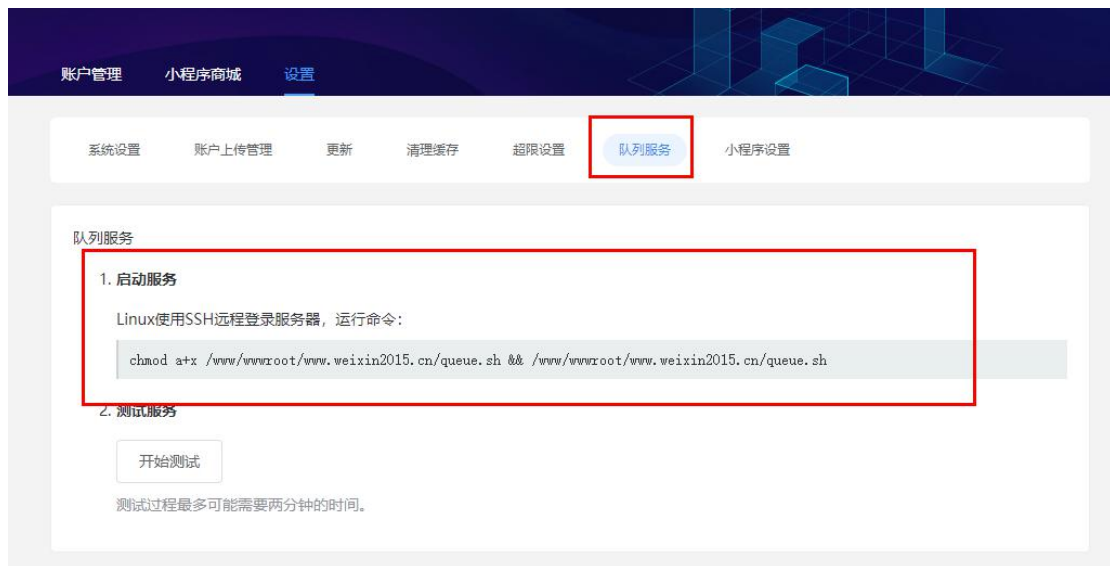 账户管理 小程序商城 设置
系统设置 账户上传管理 更新 清理缓存 超限设置 队列服务 小程序设置
队列服务
1. 启动服务
Linux使用SSH远程登录服务器，运行命令：
chmod a+x /www/wwwroot/www.weixin2015.cn/queue.sh && /www/wwwroot/www.weixin2015.cn/queue.sh
2. 测试服务
开始测试
测试过程最多可能需要两分钟的时间。